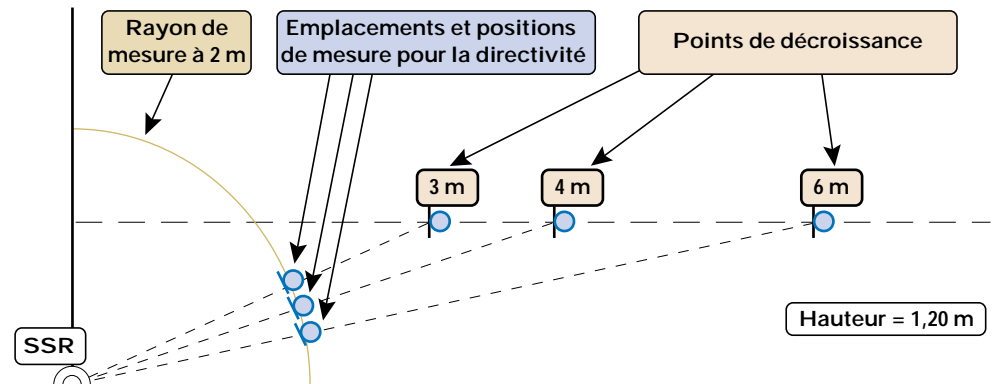 Rayon de
mesure à 2 m
Emplacements et positions
de mesure pour la directivité
Points de décroissance
3 m
4 m
6 m
Hauteur = 1,20 m
SSR